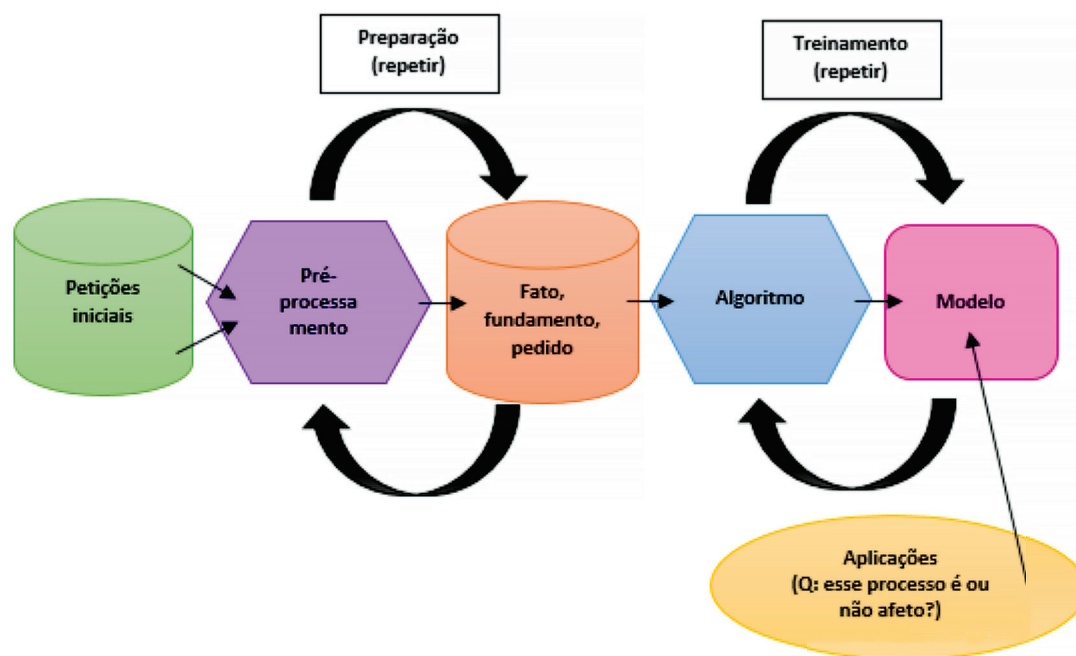 Preparação
(repetir)
Treinamento
(repetir)
Petições
iniciais
Pré-
processa
mento
Fato,
fundamento,
pedido
Algoritmo
Modelo
Aplicações
(Q: esse processo é ou
não afeto?)